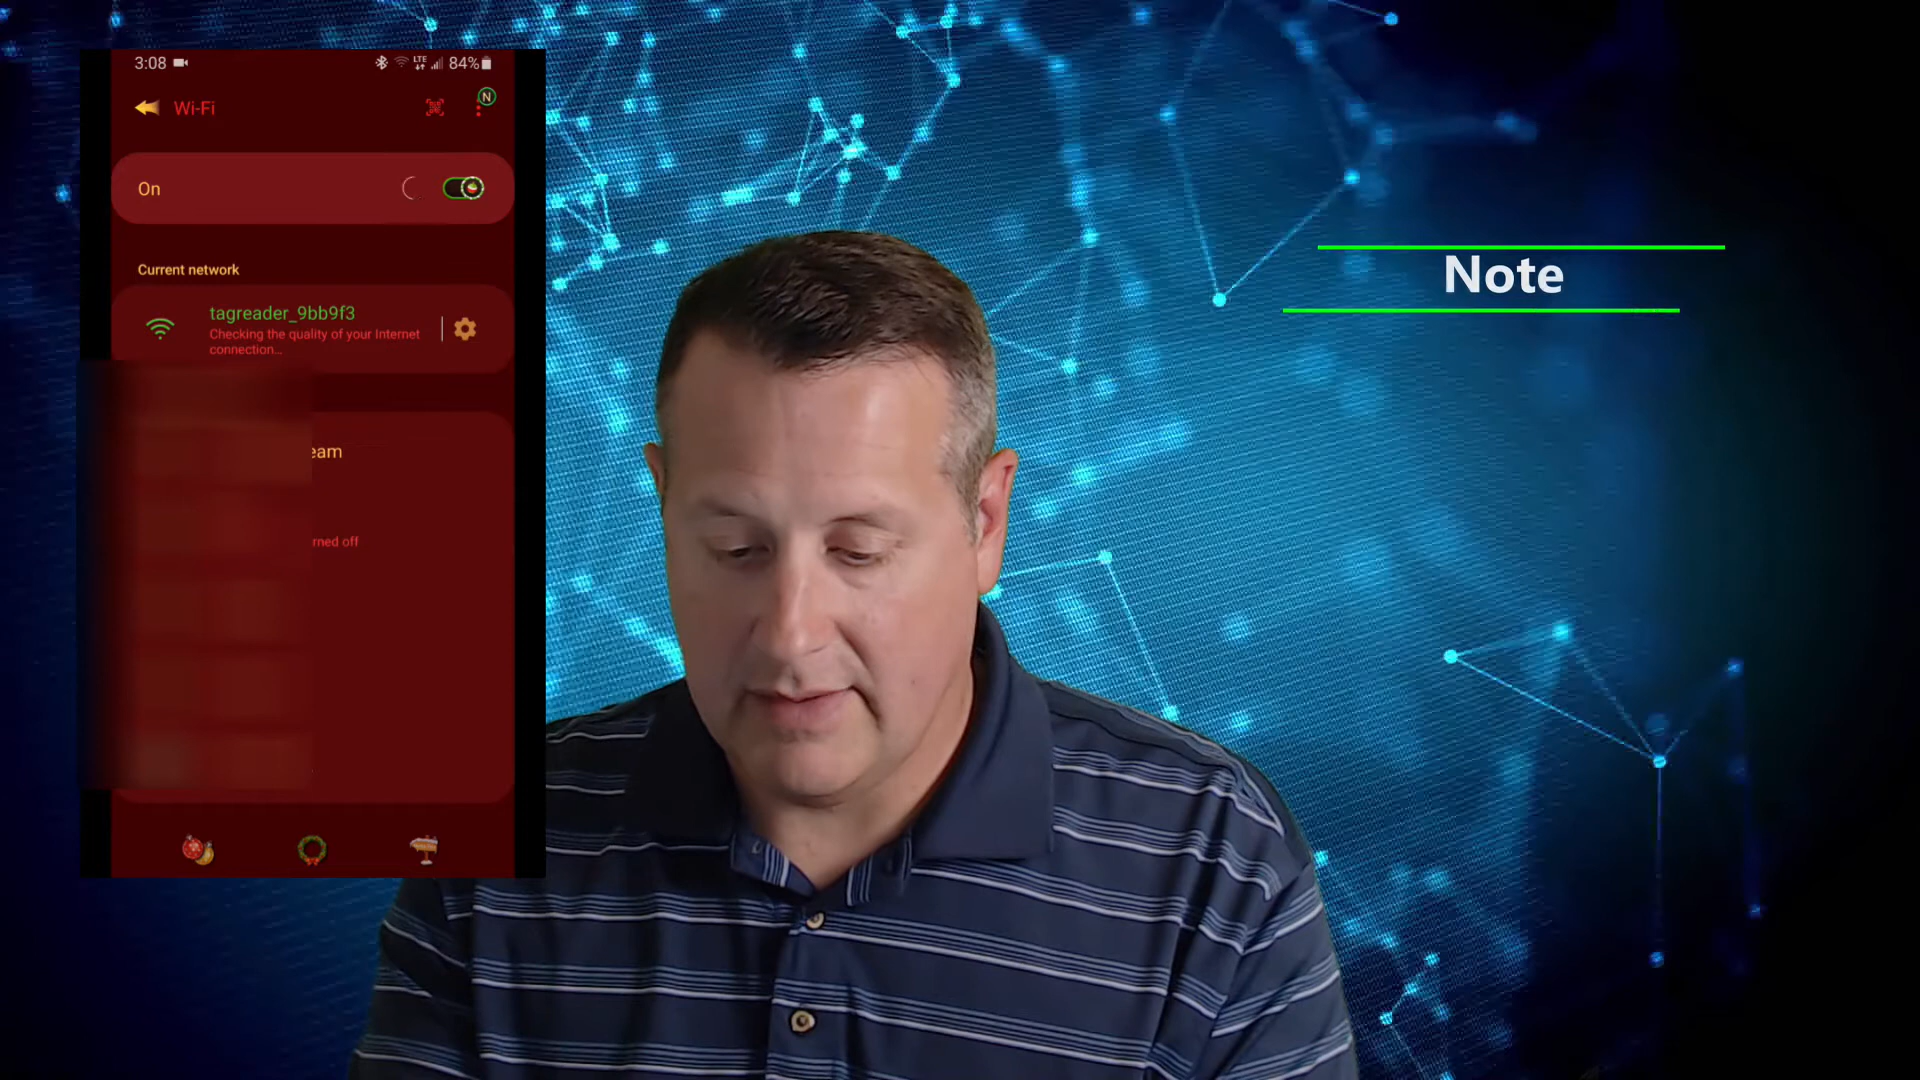 3:08 LTE 84%
Wi-Fi N
On
Current network
tagreader_9bb9f3
Checking the quality of your Internet
connection...
eam
rned off
Note